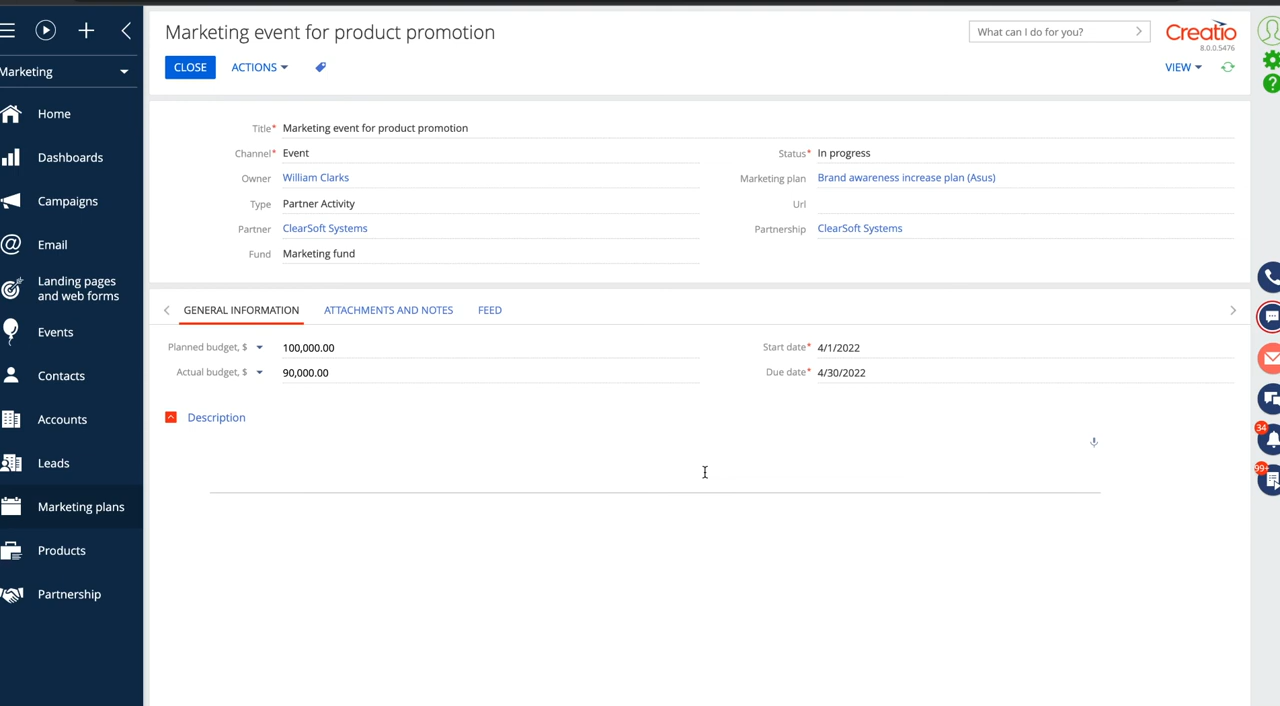 Marketing event for product promotion
What can I do for you?
Creatio
8.0.0.5476
CLOSE
ACTIONS
VIEW
Marketing
Home
Dashboards
Campaigns
Email
Landing pages
and web forms
Events
Contacts
Accounts
Leads
Marketing plans
Products
Partnership
Title* Marketing event for product promotion
Channel* Event
Status* In progress
Owner William Clarks
Marketing plan Brand awareness increase plan (Asus)
Type Partner Activity
Url
Partner ClearSoft Systems
Partnership ClearSoft Systems
Fund Marketing fund
GENERAL INFORMATION ATTACHMENTS AND NOTES FEED
Planned budget, $ 100,000.00
Start date* 4/1/2022
Actual budget, $ 90,000.00
Due date* 4/30/2022
Description
?
34
99+